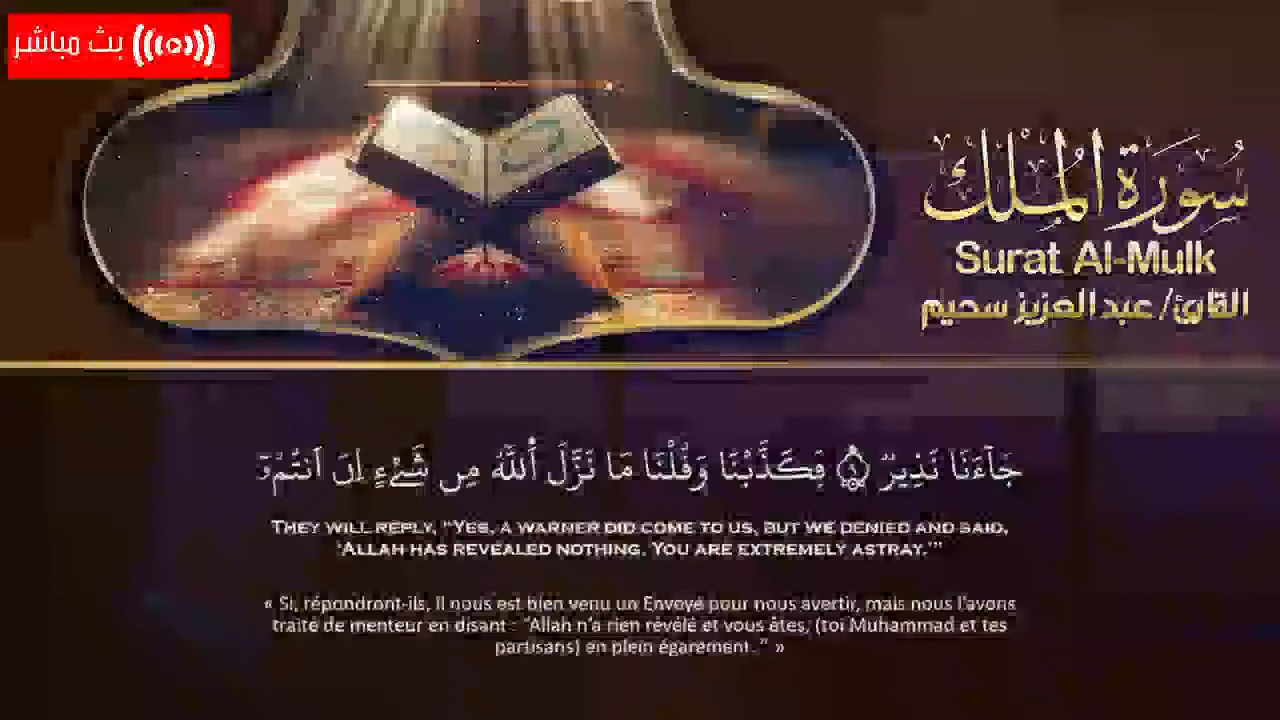 بث مباشر
سُورَةُ الْمُلْكِ
Surat Al-Mulk
القارئ/ عبد العزيز سحيم
جَآءَنَا نَذِيرٞ ۝٩ فَكَذَّبْنَا وَقُلْنَا مَا نَزَّلَ اَ۬للَّهُ مِن شَےْءٍ اِنَ اَنتُمُۥٓ
THEY WILL REPLY, "YES, A WARNER DID COME TO US, BUT WE DENIED AND SAID,
'ALLAH HAS REVEALED NOTHING. YOU ARE EXTREMELY ASTRAY.'"
« Si, répondront-ils, Il nous est bien venu un Envoyé pour nous avertir, mais nous l'avons
traité de menteur en disant : "Allah n'a rien révélé et vous êtes, (toi Muhammad et tes
partisans) en plein égarement." »